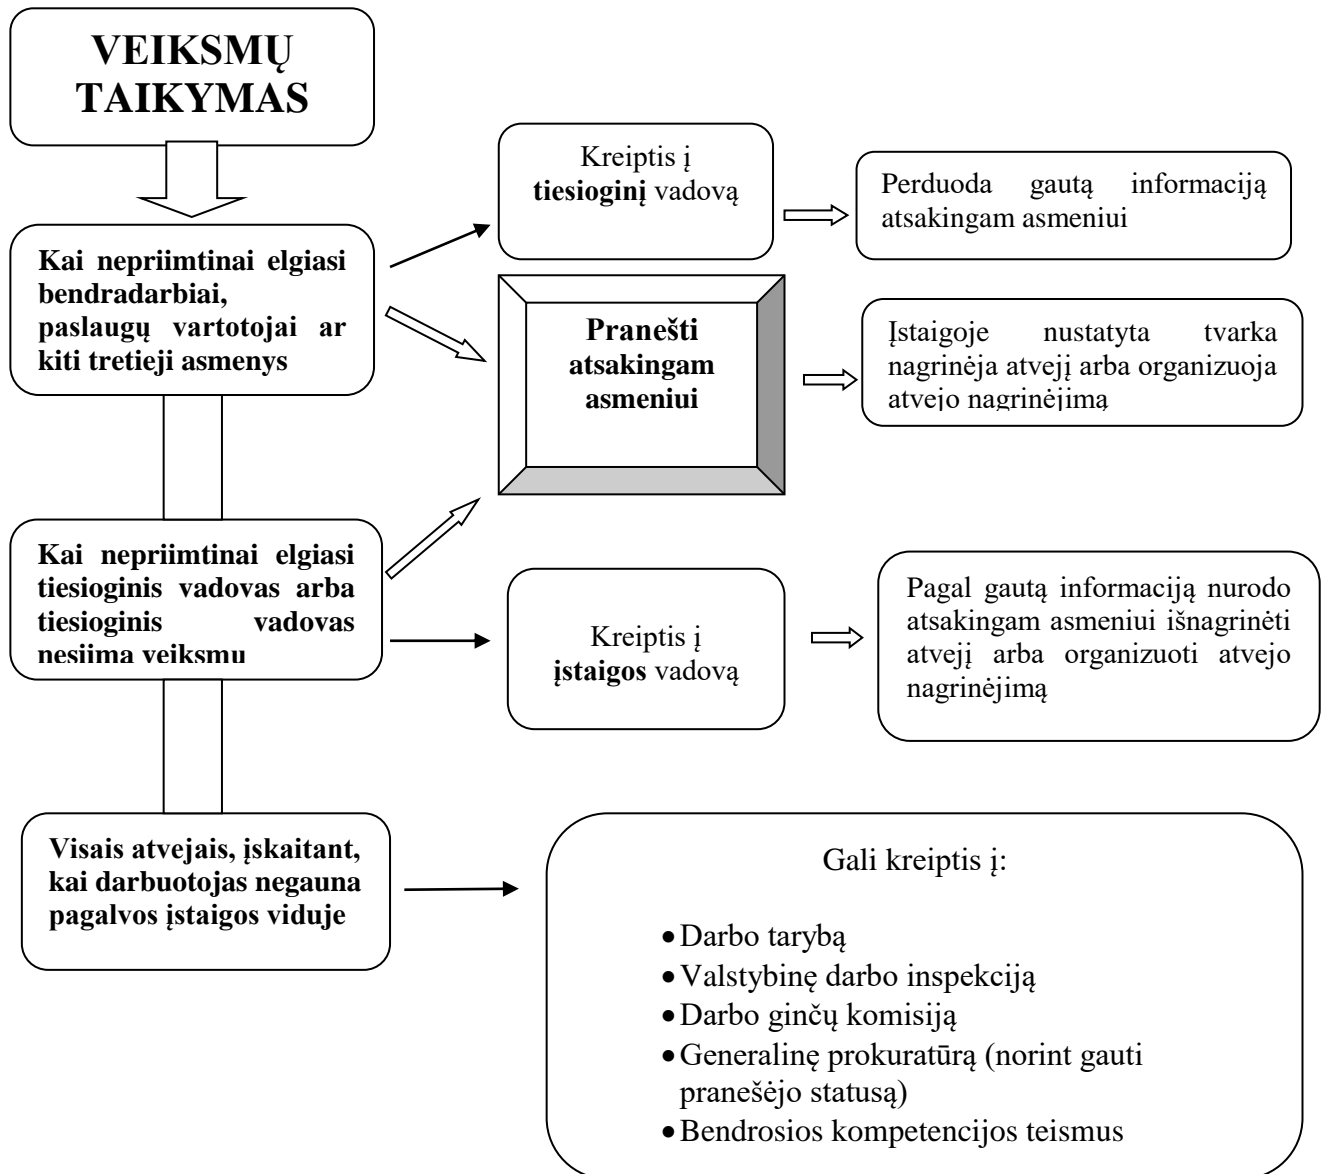 VEIKSMŲ
TAIKYMAS
Kreiptis į
tiesioginį vadovą
Perduoda gautą informaciją
atsakingam asmeniui
Kai nepriimtinai elgiasi
bendradarbiai,
paslaugų vartotojai ar
kiti tretieji asmenys
Pranešti
atsakingam
asmeniui
Įstaigoje nustatyta tvarka
nagrinėja atvejį arba organizuoja
atvejo nagrinėjimą
Kai nepriimtinai elgiasi
tiesioginis vadovas arba
tiesioginis vadovas
nesiima veiksmų
Kreiptis į
įstaigos vadovą
Pagal gautą informaciją nurodo
atsakingam asmeniui išnagrinėti
atvejį arba organizuoti atvejo
nagrinėjimą
Visais atvejais, įskaitant,
kai darbuotojas negauna
pagalvos įstaigos viduje
Gali kreiptis į:
• Darbo tarybą
• Valstybinę darbo inspekciją
• Darbo ginčų komisiją
• Generalinę prokuratūrą (norint gauti
pranešėjo statusą)
• Bendrosios kompetencijos teismus